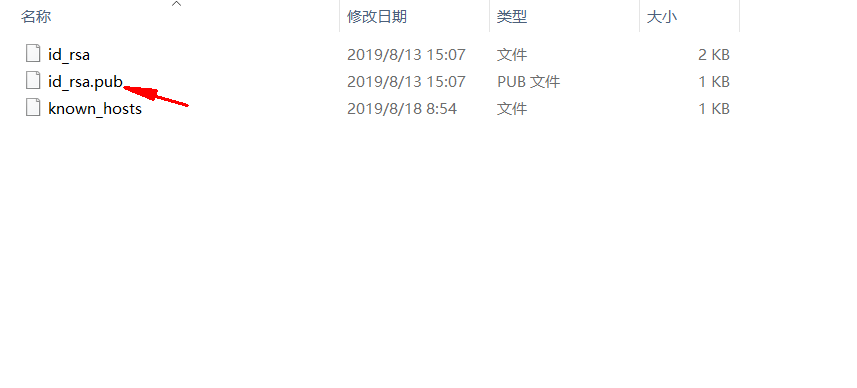 名称 修改日期 类型 大小
id_rsa 2019/8/13 15:07 文件 2 KB
id_rsa.pub 2019/8/13 15:07 PUB 文件 1 KB
known_hosts 2019/8/18 8:54 文件 1 KB